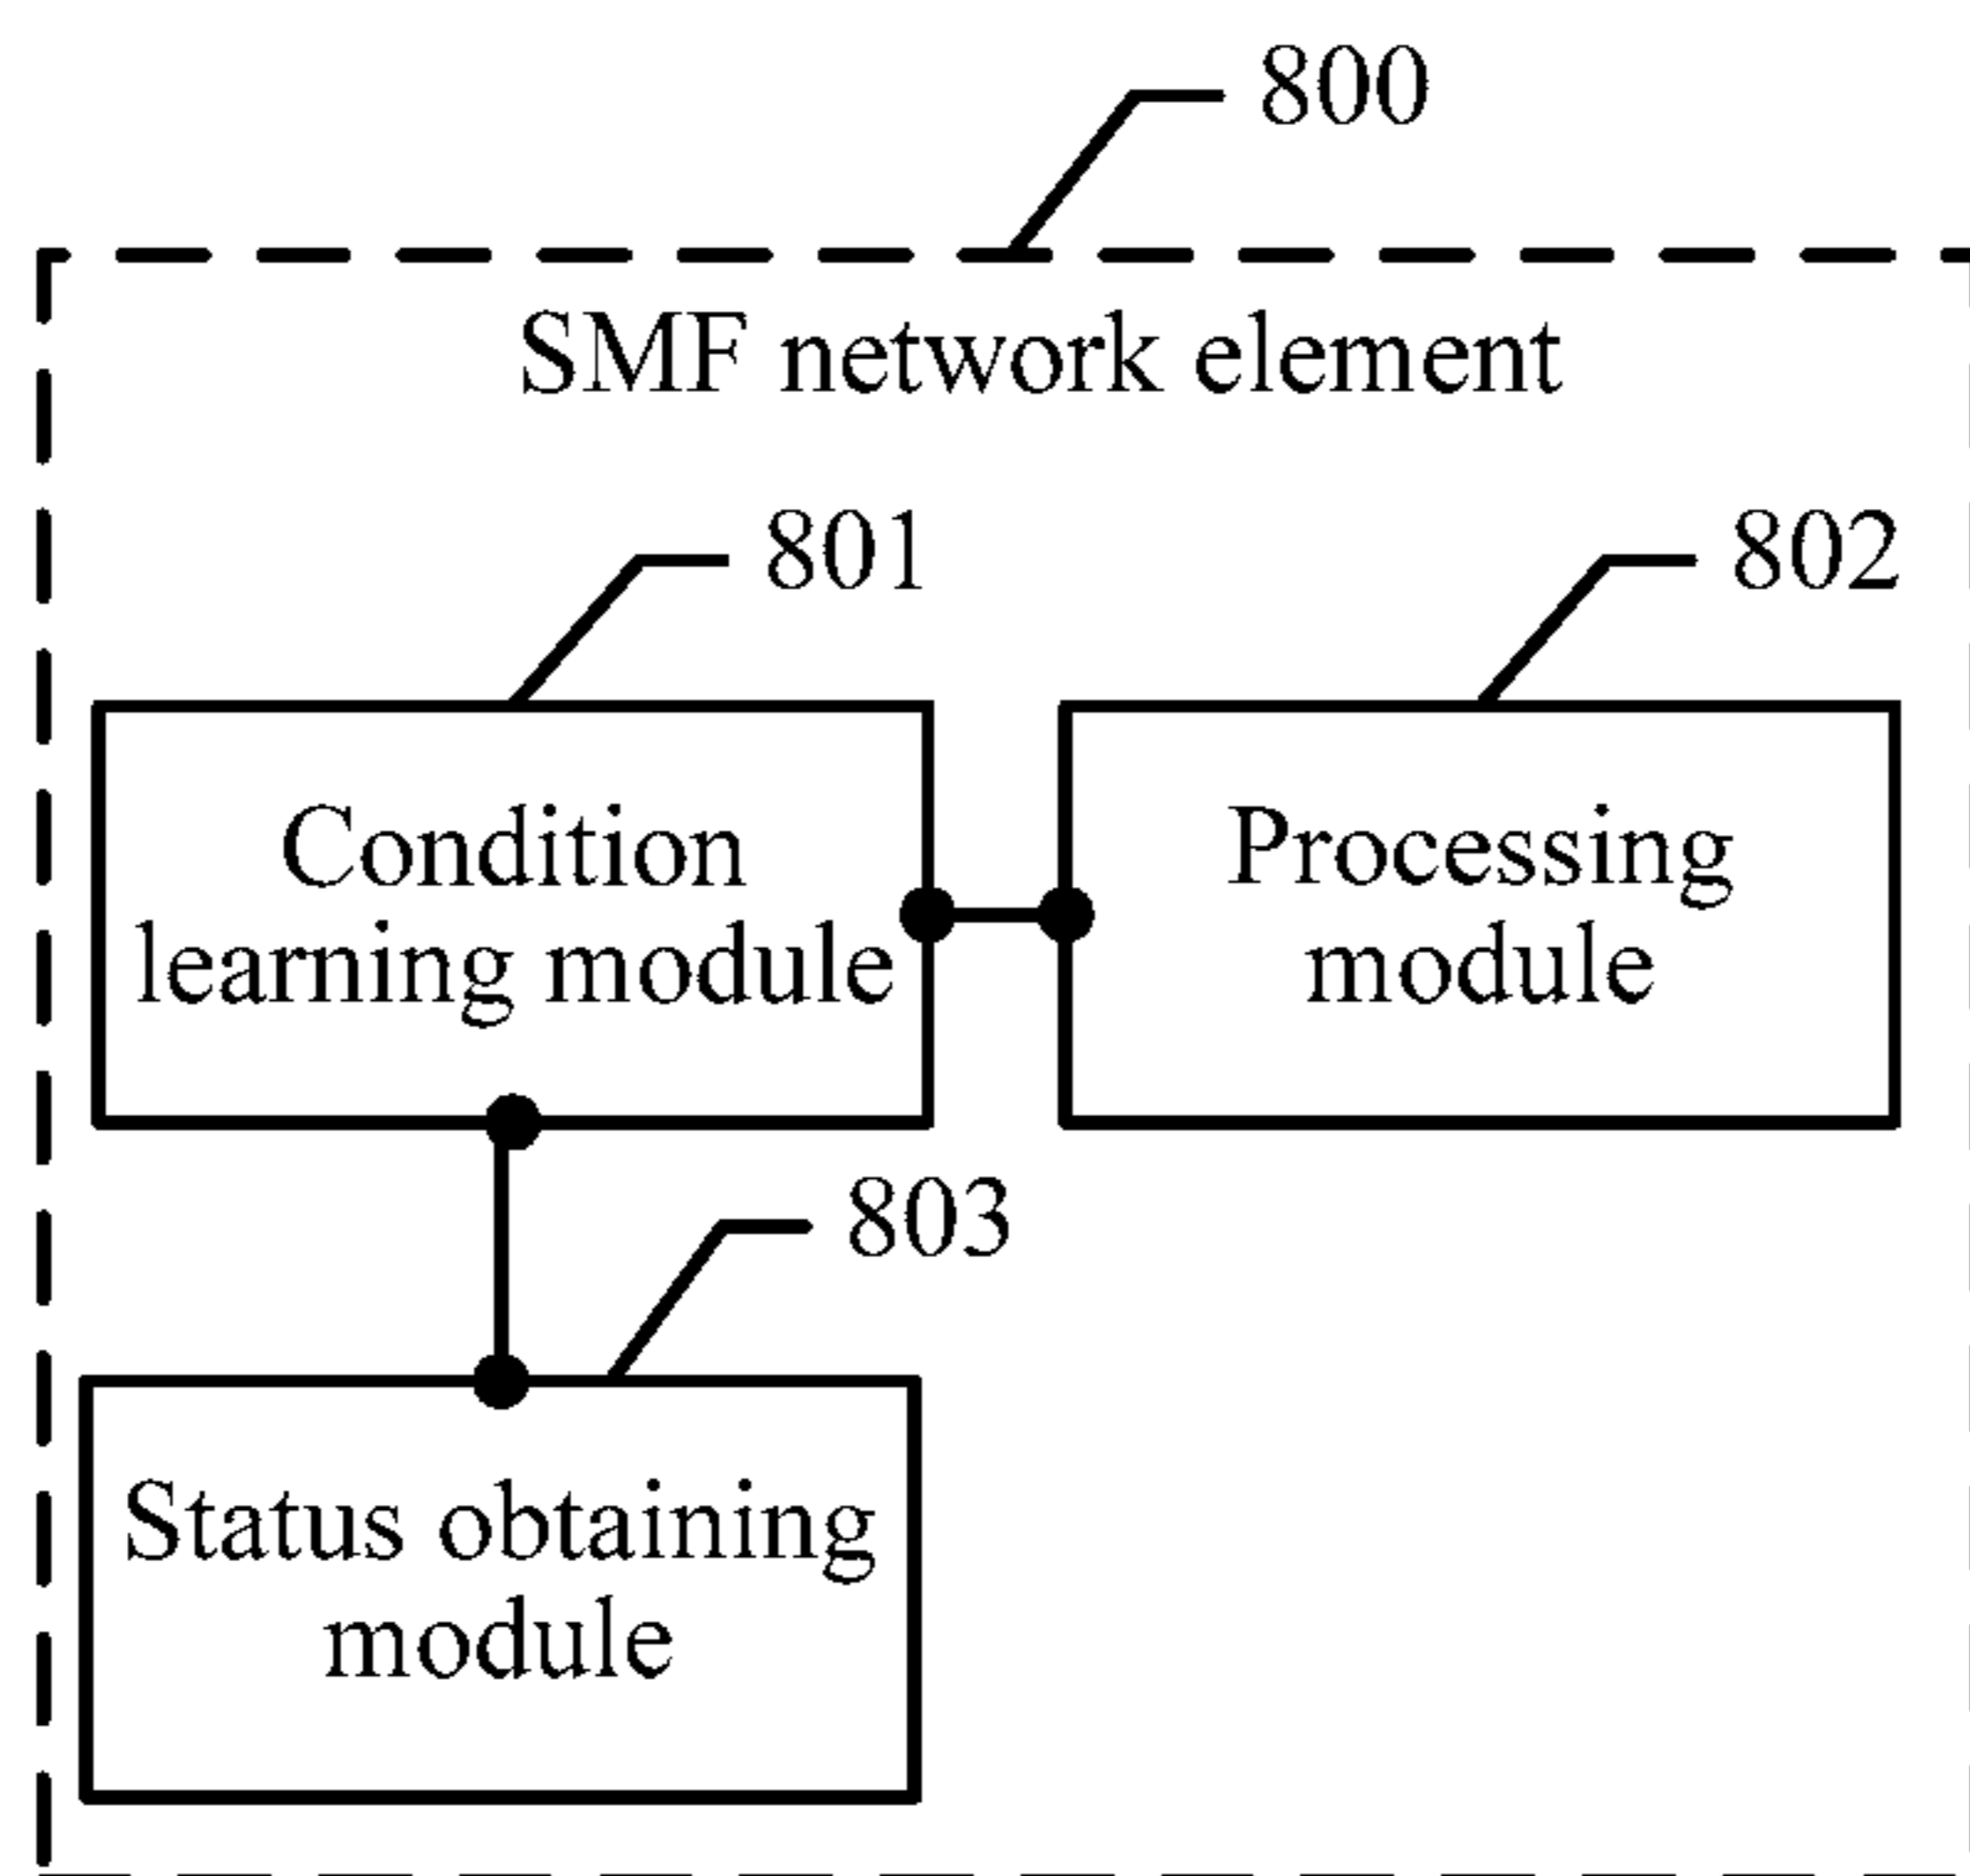 800
SMF network element
801
802
Condition
learning module
Processing
module
803
Status obtaining
module